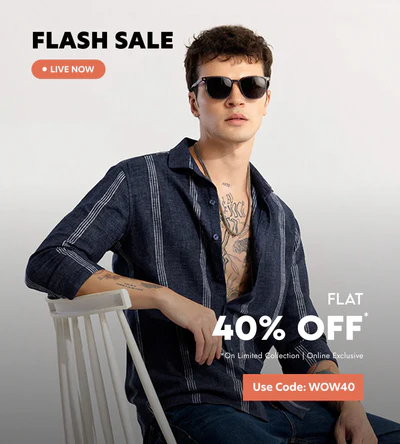 FLASH SALE
LIVE NOW
FLAT
40% OFF*
*On Limited Collection | Online Exclusive
Use Code: WOW40